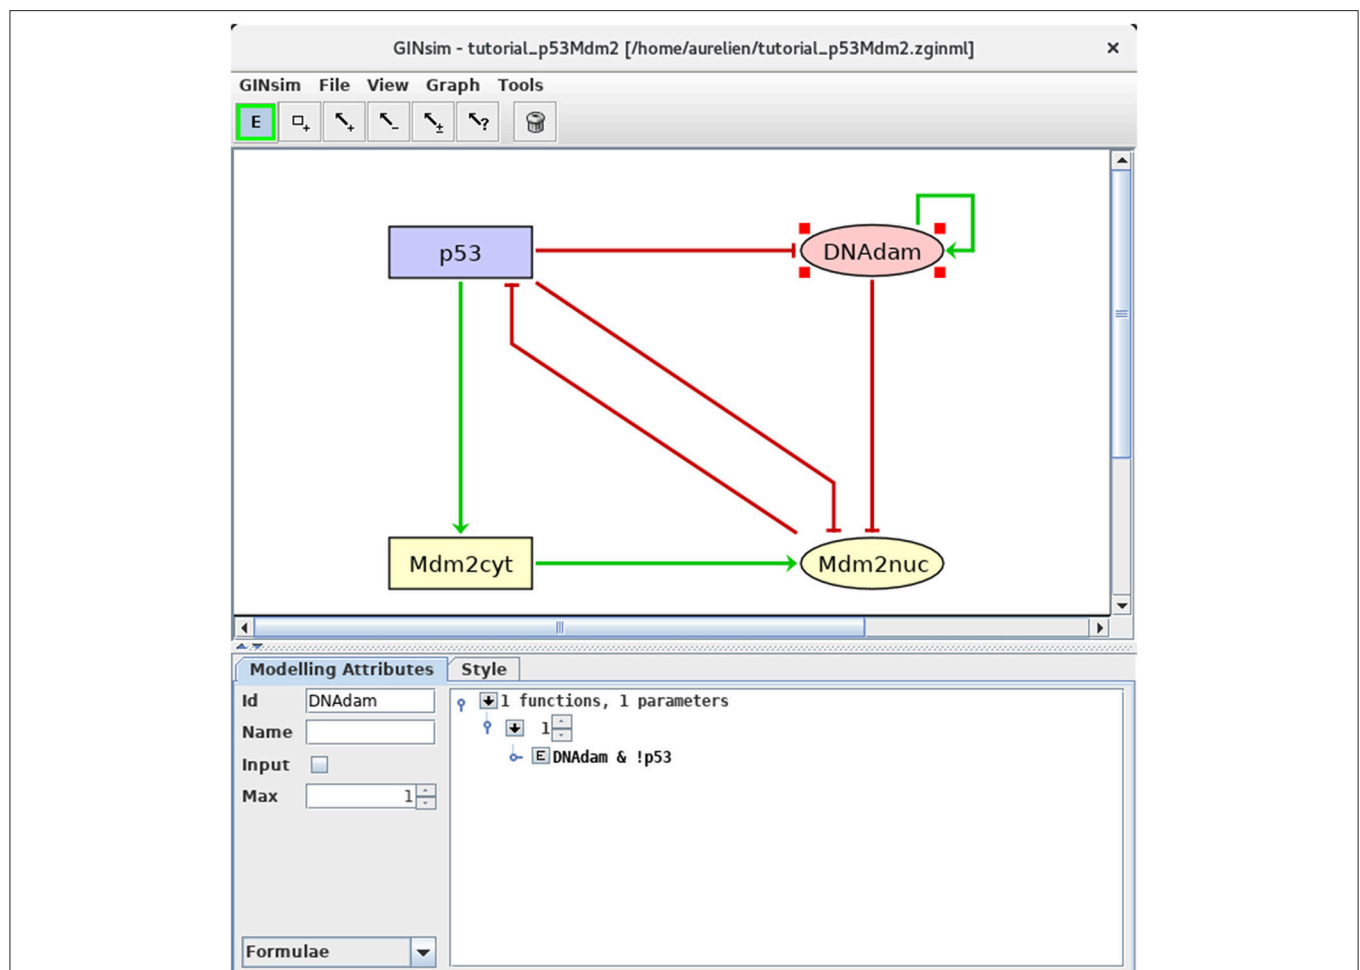 GINsim - tutorial_p53Mdm2 [/home/aurelien/tutorial_p53Mdm2.zginml] ×
GINsim File View Graph Tools
E + + - ± ?
p53
DNAdam
Mdm2cyt
Mdm2nuc
Modelling Attributes Style
Id DNAdam
Name
Input
Max 1
Formulae
1 functions, 1 parameters
1
E DNAdam & !p53